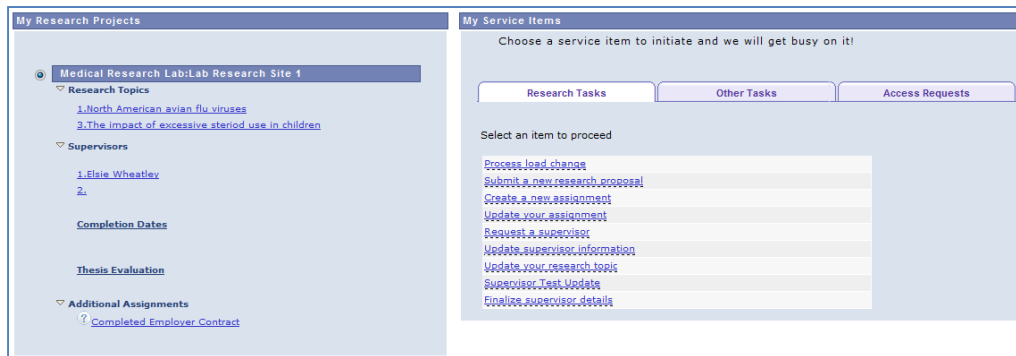 My Research Projects
Medical Research Lab:Lab Research Site 1
Research Topics
1.North American avian flu viruses
3.The impact of excessive steriod use in children
Supervisors
1.Elsie Wheatley
2.
Completion Dates
Thesis Evaluation
Additional Assignments
?
Completed Employer Contract
My Service Items
Choose a service item to initiate and we will get busy on it!
Research Tasks
Other Tasks
Access Requests
Select an item to proceed
Process load change
Submit a new research proposal
Create a new assignment
Update your assignment
Request a supervisor
Update supervisor information
Update your research topic
Supervisor Test Update
Finalize supervisor details